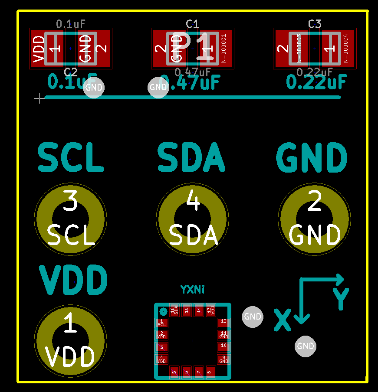 0.1uF C1 C3
VDD 1 GND 2 2 P1 1 2 1
C2 0.47uF 0.22uF
0.1uF 0.47uF 0.22uF
GND GND
SCL SDA GND
3 4 2
SCL SDA GND
VDD YXNi
1 GND X Y
VDD GND